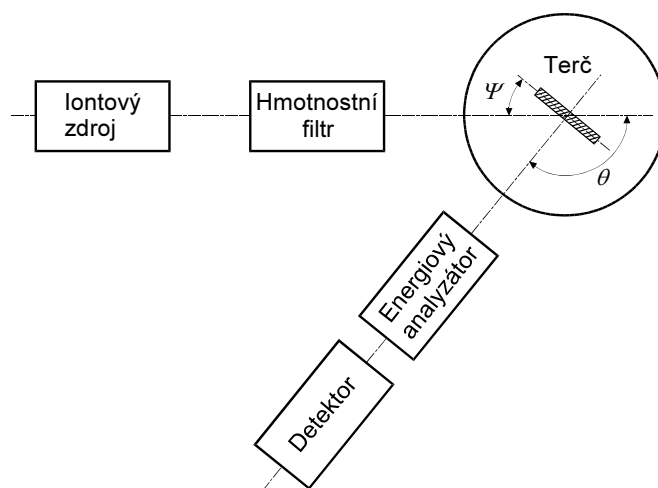 Iontový
zdroj
Hmotnostní
filtr
Terč
Ψ
θ
Energiový
analyzátor
Detektor